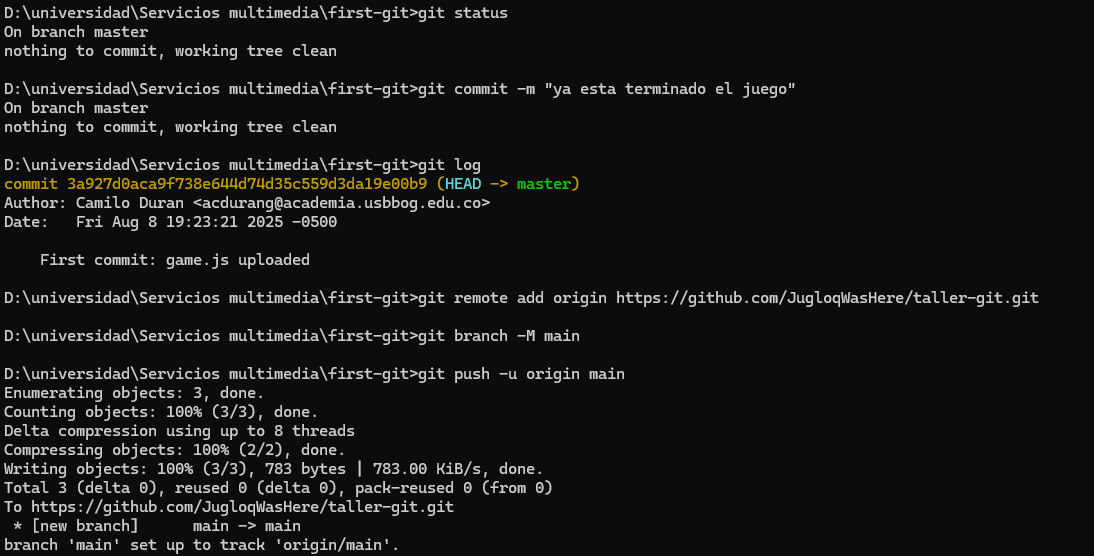 D:\universidad\Servicios multimedia\first-git>git status
On branch master
nothing to commit, working tree clean
D:\universidad\Servicios multimedia\first-git>git commit -m "ya esta terminado el juego"
On branch master
nothing to commit, working tree clean
D:\universidad\Servicios multimedia\first-git>git log
commit 3a927d0aca9f738e644d74d35c559d3da19e00b9 (HEAD -> master)
Author: Camilo Duran <acdurang@academia.usbbog.edu.co>
Date:   Fri Aug 8 19:23:21 2025 -0500
    First commit: game.js uploaded
D:\universidad\Servicios multimedia\first-git>git remote add origin https://github.com/JugloqWasHere/taller-git.git
D:\universidad\Servicios multimedia\first-git>git branch -M main
D:\universidad\Servicios multimedia\first-git>git push -u origin main
Enumerating objects: 3, done.
Counting objects: 100% (3/3), done.
Delta compression using up to 8 threads
Compressing objects: 100% (2/2), done.
Writing objects: 100% (3/3), 783 bytes | 783.00 KiB/s, done.
Total 3 (delta 0), reused 0 (delta 0), pack-reused 0 (from 0)
To https://github.com/JugloqWasHere/taller-git.git
 * [new branch]      main -> main
branch 'main' set up to track 'origin/main'.